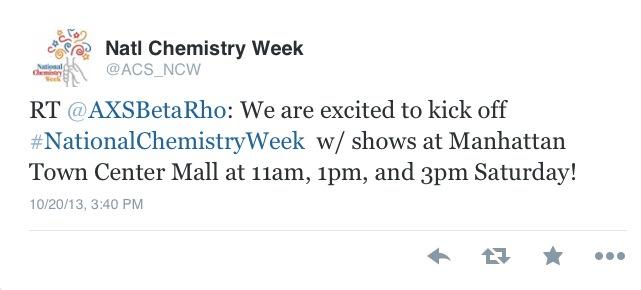 National
Chemistry
Week
Natl Chemistry Week
@ACS_NCW
RT @AXSBetaRho: We are excited to kick off
#NationalChemistryWeek w/ shows at Manhattan
Town Center Mall at 11am, 1pm, and 3pm Saturday!
10/20/13, 3:40 PM